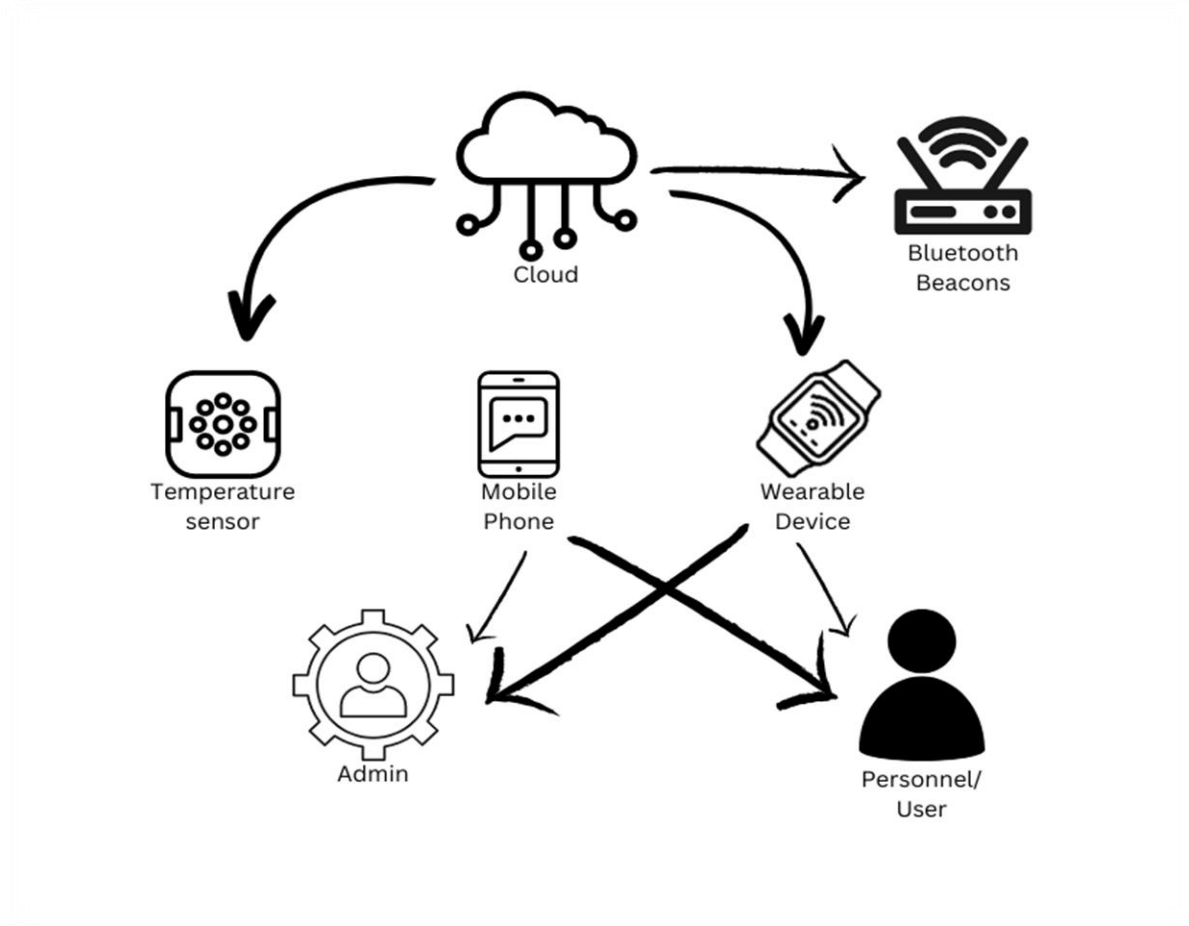 Cloud
Bluetooth
Beacons
Temperature
sensor
Mobile
Phone
Wearable
Device
Admin
Personnel/
User